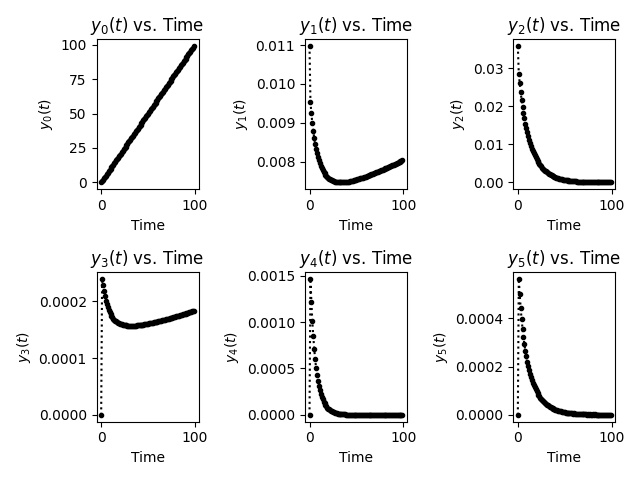 y₀(t) vs. Time
y₁(t) vs. Time
y₂(t) vs. Time
y₀(t)
100
75
50
25
0
0
100
Time
y₁(t)
0.011
0.010
0.009
0.008
0
100
Time
y₂(t)
0.03
0.02
0.01
0.00
0
100
Time
y₃(t) vs. Time
y₄(t) vs. Time
y₅(t) vs. Time
y₃(t)
0.0002
0.0001
0.0000
0
100
Time
y₄(t)
0.0015
0.0010
0.0005
0.0000
0
100
Time
y₅(t)
0.0004
0.0002
0.0000
0
100
Time